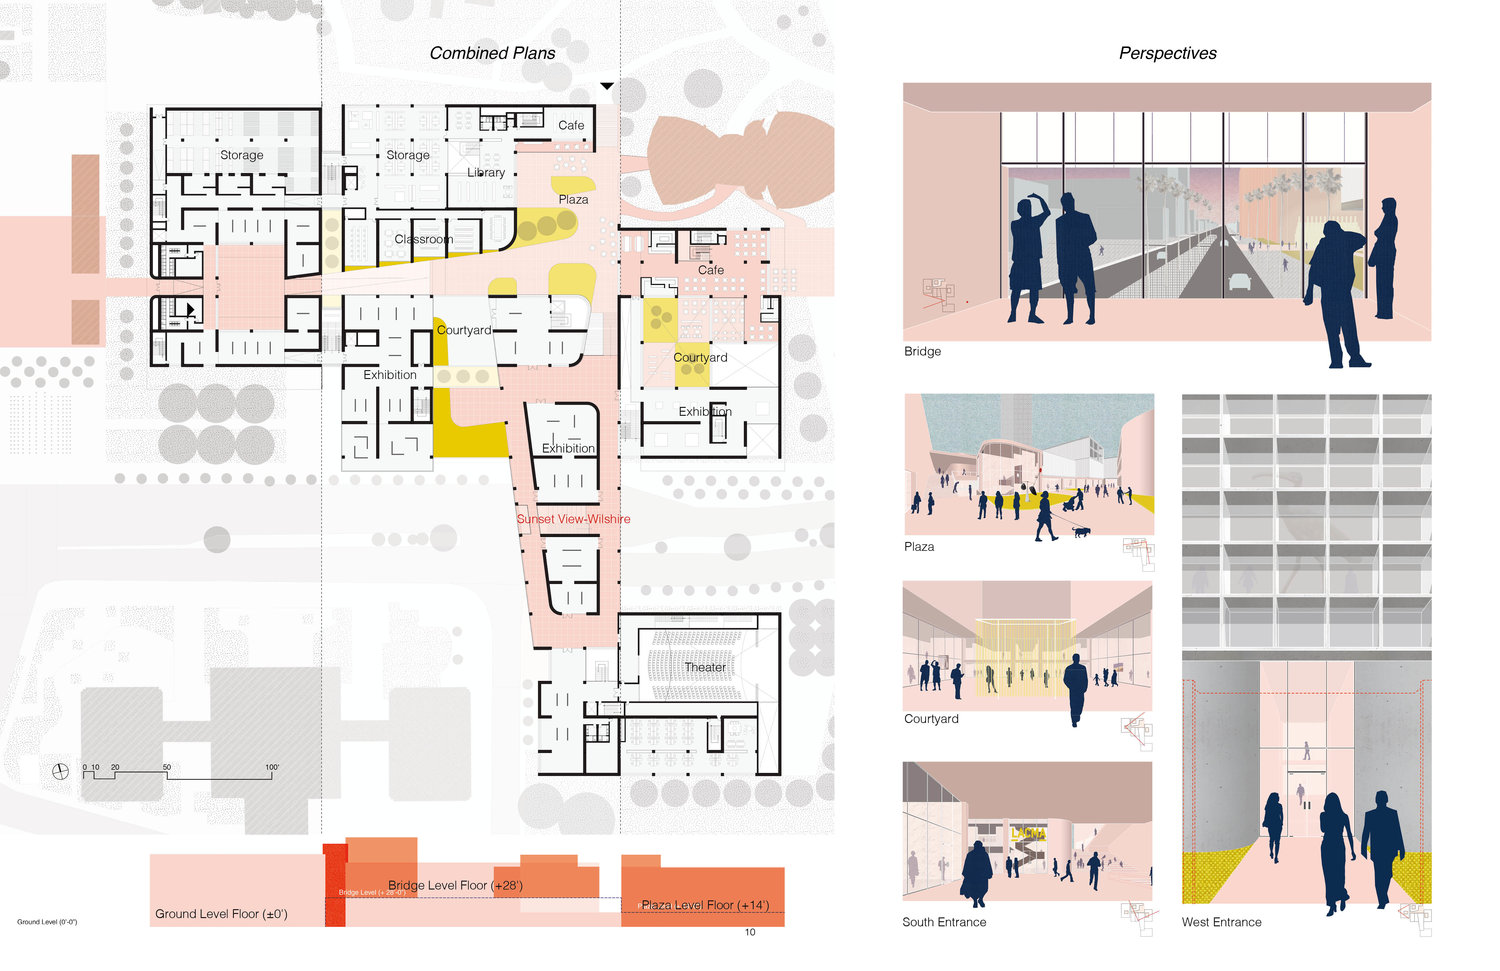 Combined Plans
Perspectives
Cafe
Storage
Storage
Library
Plaza
Classroom
Cafe
Courtyard
Courtyard
Exhibition
Exhibition
Exhibition
Sunset View-Wilshire
Theater
0 10 20 50 100'
Bridge Level Floor (+28')
Bridge Level (+ 28'-0")
Ground Level Floor (±0')
Plaza Level Floor (+14')
Ground Level (0'-0")
10
Bridge
Plaza
Courtyard
LACMA
South Entrance
West Entrance